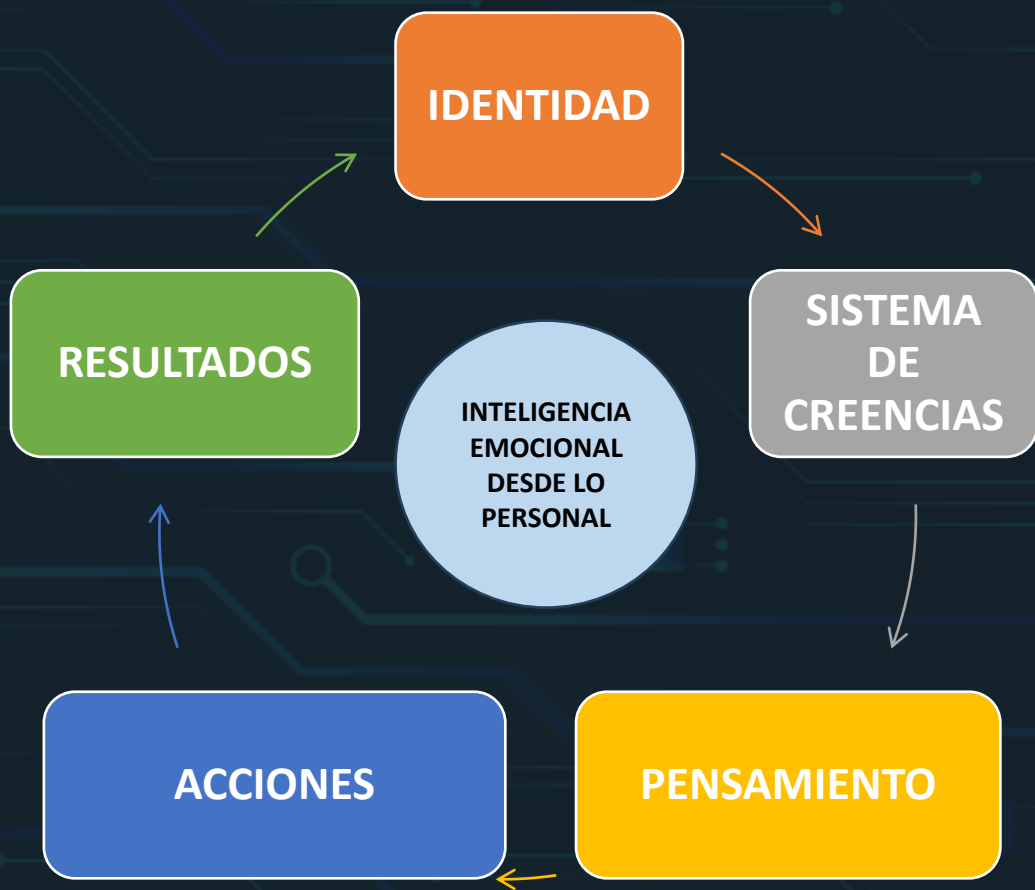 IDENTIDAD
SISTEMA
DE
CREENCIAS
PENSAMIENTO
ACCIONES
RESULTADOS
INTELIGENCIA
EMOCIONAL
DESDE LO
PERSONAL